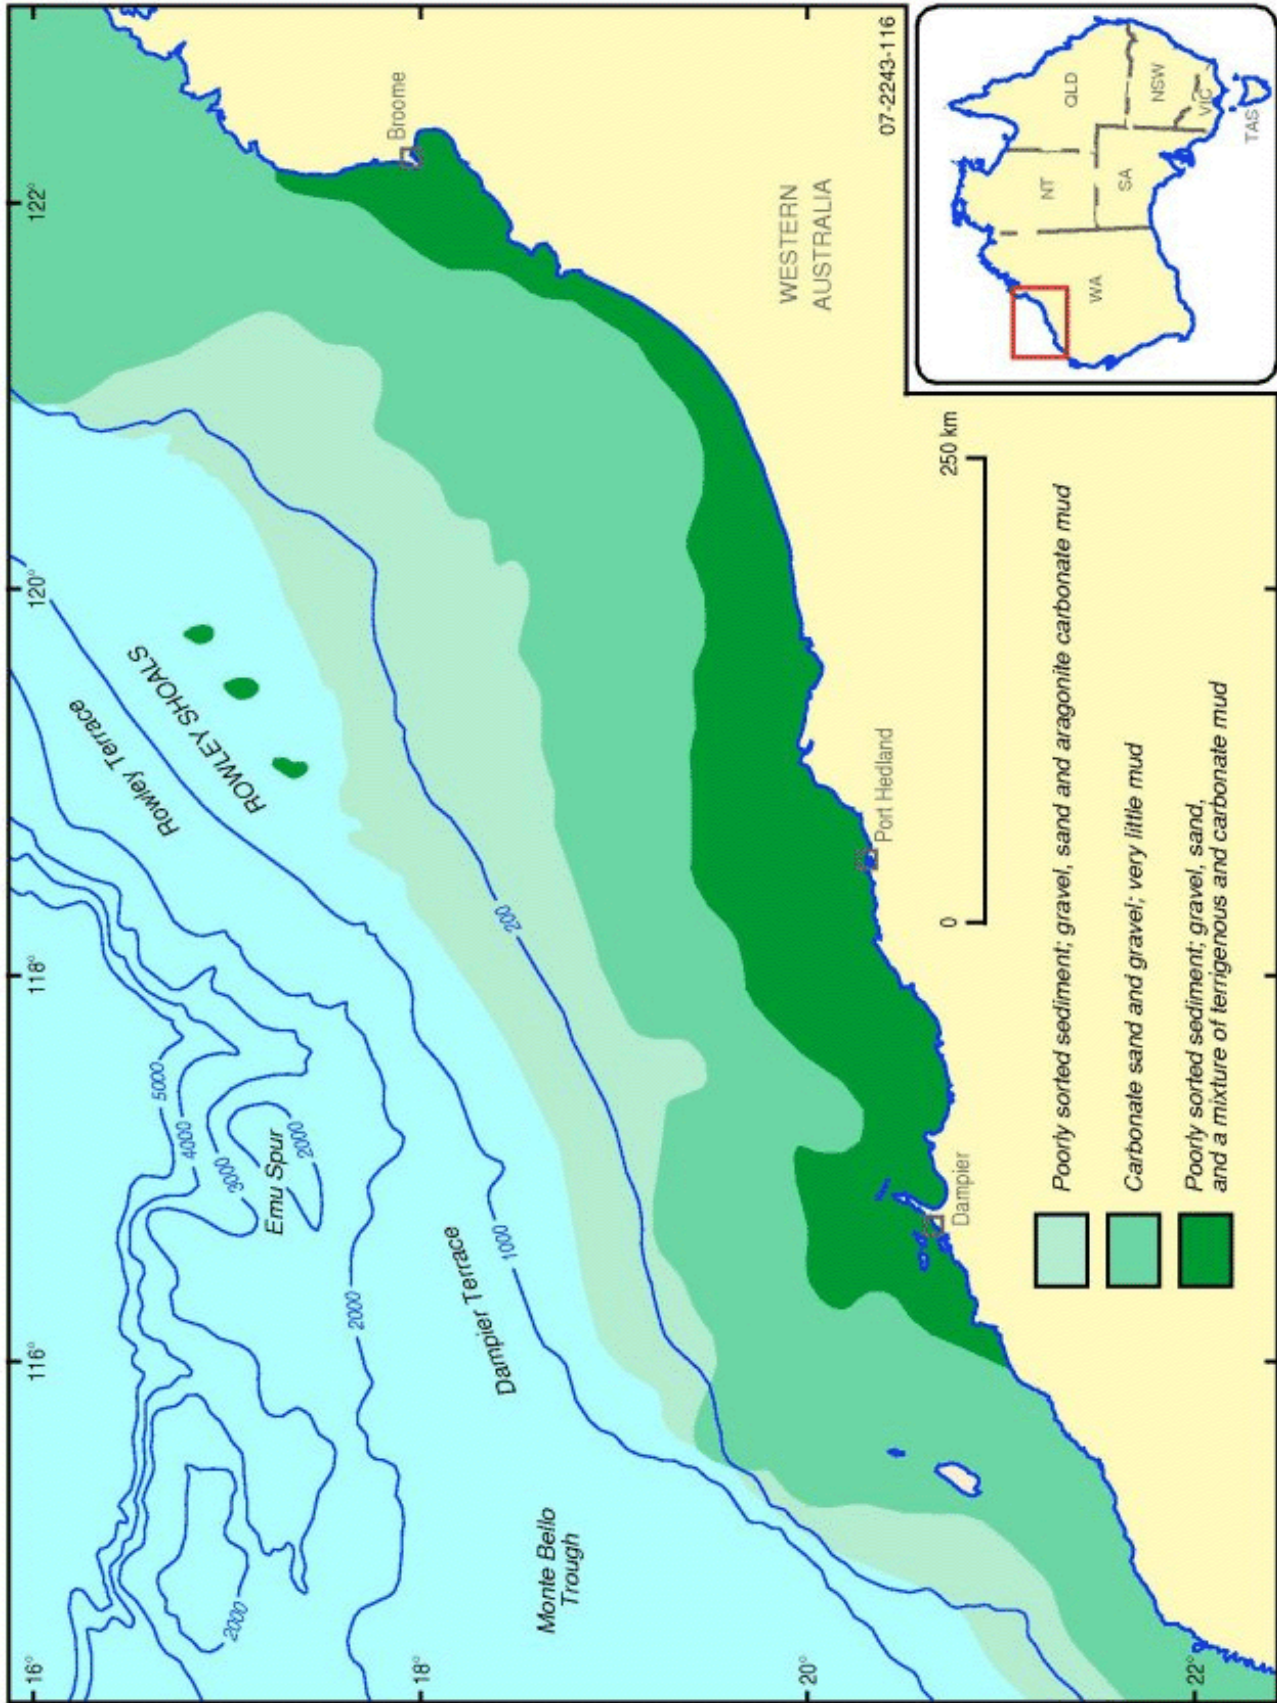 116°
118°
120°
122°
16°
18°
20°
22°
5000
4000
3000
2000
2000
2000
1000
200
Emu Spur
Rowley Terrace
ROWLEY SHOALS
Dampier Terrace
Monte Bello
Trough
Broome
Port Hedland
Dampier
WESTERN
AUSTRALIA
0
250 km
Poorly sorted sediment; gravel, sand and aragonite carbonate mud
Carbonate sand and gravel; very little mud
Poorly sorted sediment; gravel, sand,
and a mixture of terrigenous and carbonate mud
07-2243-116
WA
NT
SA
QLD
NSW
VIC
TAS